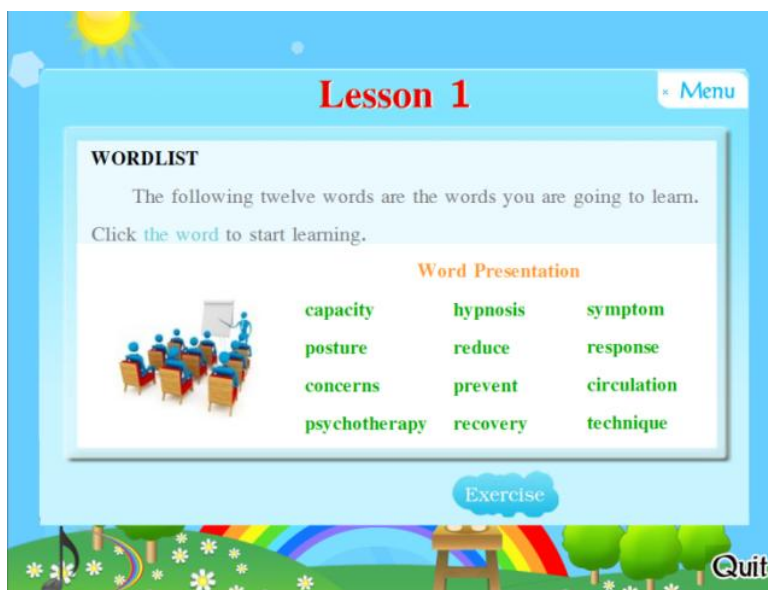 Lesson 1
× Menu
WORDLIST
The following twelve words are the words you are going to learn.
Click the word to start learning.
Word Presentation
capacity hypnosis symptom
posture reduce response
concerns prevent circulation
psychotherapy recovery technique
Exercise
Quit